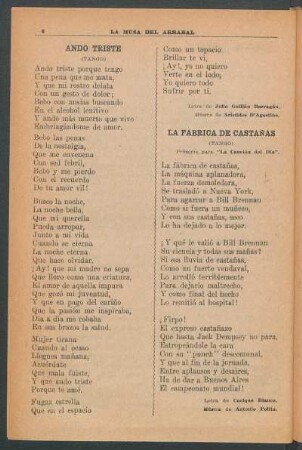 6
LA MUSA DEL ARRABAL
ANDO TRISTE
(TANGO)
Ando triste porque tengo
Una pena que me mata,
Y que mi rostro delata
Con un gesto de dolor;
Bebo con ansias buscando
En el alcohol lenitivo
Y ando más muerto que vivo
Embriagándome de amor.
Bebo las penas
De la nostalgia,
Que me envenena
Con cruel febril,
Bebo y me pierdo
Con el recuerdo
De tu amor vil!
Busco la noche
La noche bella,
Que mi querella
Pueda arropar,
Junto a mi vida
Cuando se cierna
La noche eterna
Que hace olvidar.
¡Ay! que mi madre no sepa
Que lloro como una criatura,
El amor de aquella impura
Que gozó mi juventud,
Y que en pago del cariño
Que la pasión me inspiraba,
Día a día me robaba
En sus brazos la salud.
Mujer tirana
Cuando al ocaso
Llegues mañana,
Acuérdate
Que nada fuiste,
Y que ando triste
Porque te amé.
Fugaz estrella
Que en el espacio
Como un topacio
Brillar te vi,
¡Ay!, yo no quiero
Verte en el lodo,
Yo quiero todo
Sufrir por tí.
Letra de Julio Guillán Barragán.
Música de Arístides D'Agostino.
LA FABRICA DE CASTAÑAS
(TANGO)
Primerio para "La Canción del Día".
La fábrica de castañas,
La máquina aplanadora,
La fuerza demoledora,
Se trasladó a Nueva York,
Para agarrar a Bill Brennan
Como si fuera un muñeco,
Y con sus castañas, seco
Lo ha dejado a lo mejor.
¡Y qué le valió a Bill Brennan
Su ciencia y todas sus mañas!
Si esa lluvia de castañas,
Como un fuerte vendaval,
Lo arrolló terriblemente
Para dejarlo maltrecho,
Y como final del hecho
Lo remitió al hospital!
¡Firpo!
El expreso castañazo
Que hasta Jack Dempsey no para,
Estropeándole la cara
Con su "punch" descomunal,
Y que al fin de la jornada,
Entre aplausos y desaires,
Ha de dar a Buenos Aires
El campeonato mundial!
Letra de Enrique Dizeo.
Música de Antonio Polito.